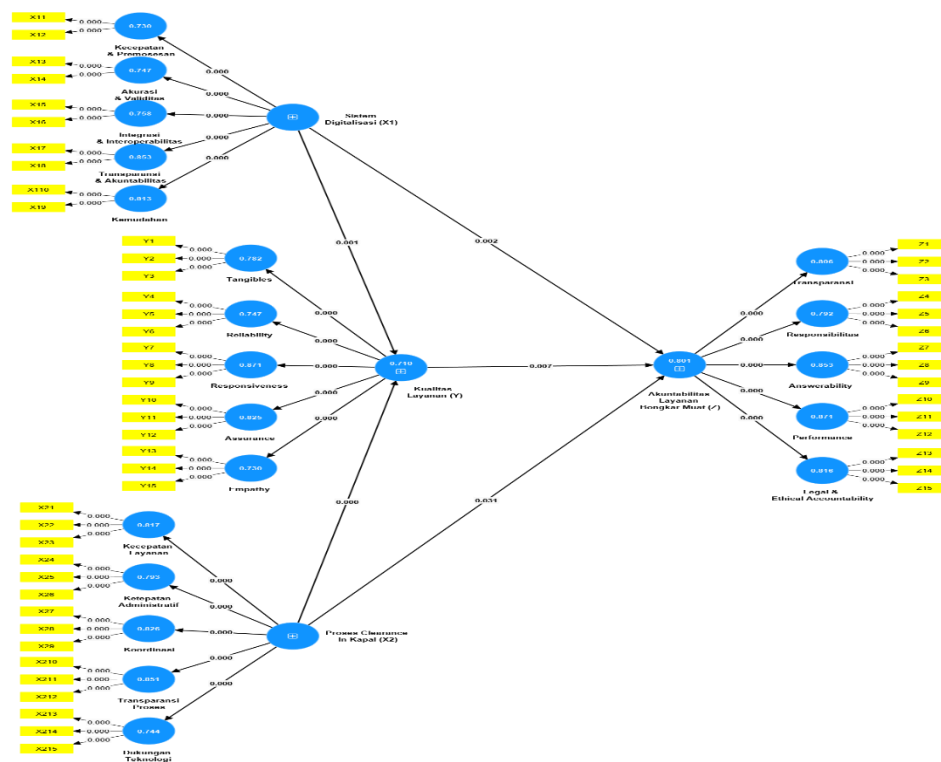 X11
0.000
X12
0.000
0.736
Kecepatan
& Premosesan
X13
0.000
X14
0.000
0.747
Akurasi
& Validitas
X15
0.000
X16
0.000
0.758
Integrasi
& Interoperabilitas
X17
0.000
X18
0.000
0.853
Transparansi
& Akuntabilitas
X110
0.000
X19
0.000
0.813
Kemudahan
0.000
0.000
0.000
0.000
0.000
Sistem
Digitalisasi (X1)
0.001
0.002
Y1
0.000
Y2
0.000
Y3
0.000
0.782
Tangibles
Y4
0.000
Y5
0.000
Y6
0.000
0.747
Reliability
Y7
0.000
Y8
0.000
Y9
0.000
0.871
Responsiveness
Y10
0.000
Y11
0.000
Y12
0.000
0.825
Assurance
Y13
0.000
Y14
0.000
Y15
0.000
0.730
Empathy
0.000
0.000
0.000
0.000
0.000
0.710
Kualitas
Layanan (Y)
0.007
0.801
Akuntabilitas
Layanan
0.000
0.000
0.000
0.000
0.000
0.806
Transparansi
0.000
Z1
0.000
Z2
0.000
Z3
0.792
Responsibilitas
0.000
Z4
0.000
Z5
0.000
Z6
0.853
Answerability
0.000
Z7
0.000
Z8
0.000
Z9
0.871
Performance
0.000
Z10
0.000
Z11
0.000
Z12
0.816
Legal &
Ethical Accountability
0.000
Z13
0.000
Z14
0.000
Z15
0.000
0.031
X21
0.000
X22
0.000
X23
0.000
0.817
Kecepatan
Layanan
X24
0.000
X25
0.000
X26
0.000
0.793
Ketepatan
Administratif
X27
0.000
X28
0.000
X29
0.000
0.826
Koordinasi
X210
0.000
X211
0.000
X212
0.000
0.851
Transparansi
Proses
X213
0.000
X214
0.000
X215
0.000
0.744
Dukungan
Teknologi
0.000
0.000
0.000
0.000
0.000
Proses Clearance
In Kapal (X2)